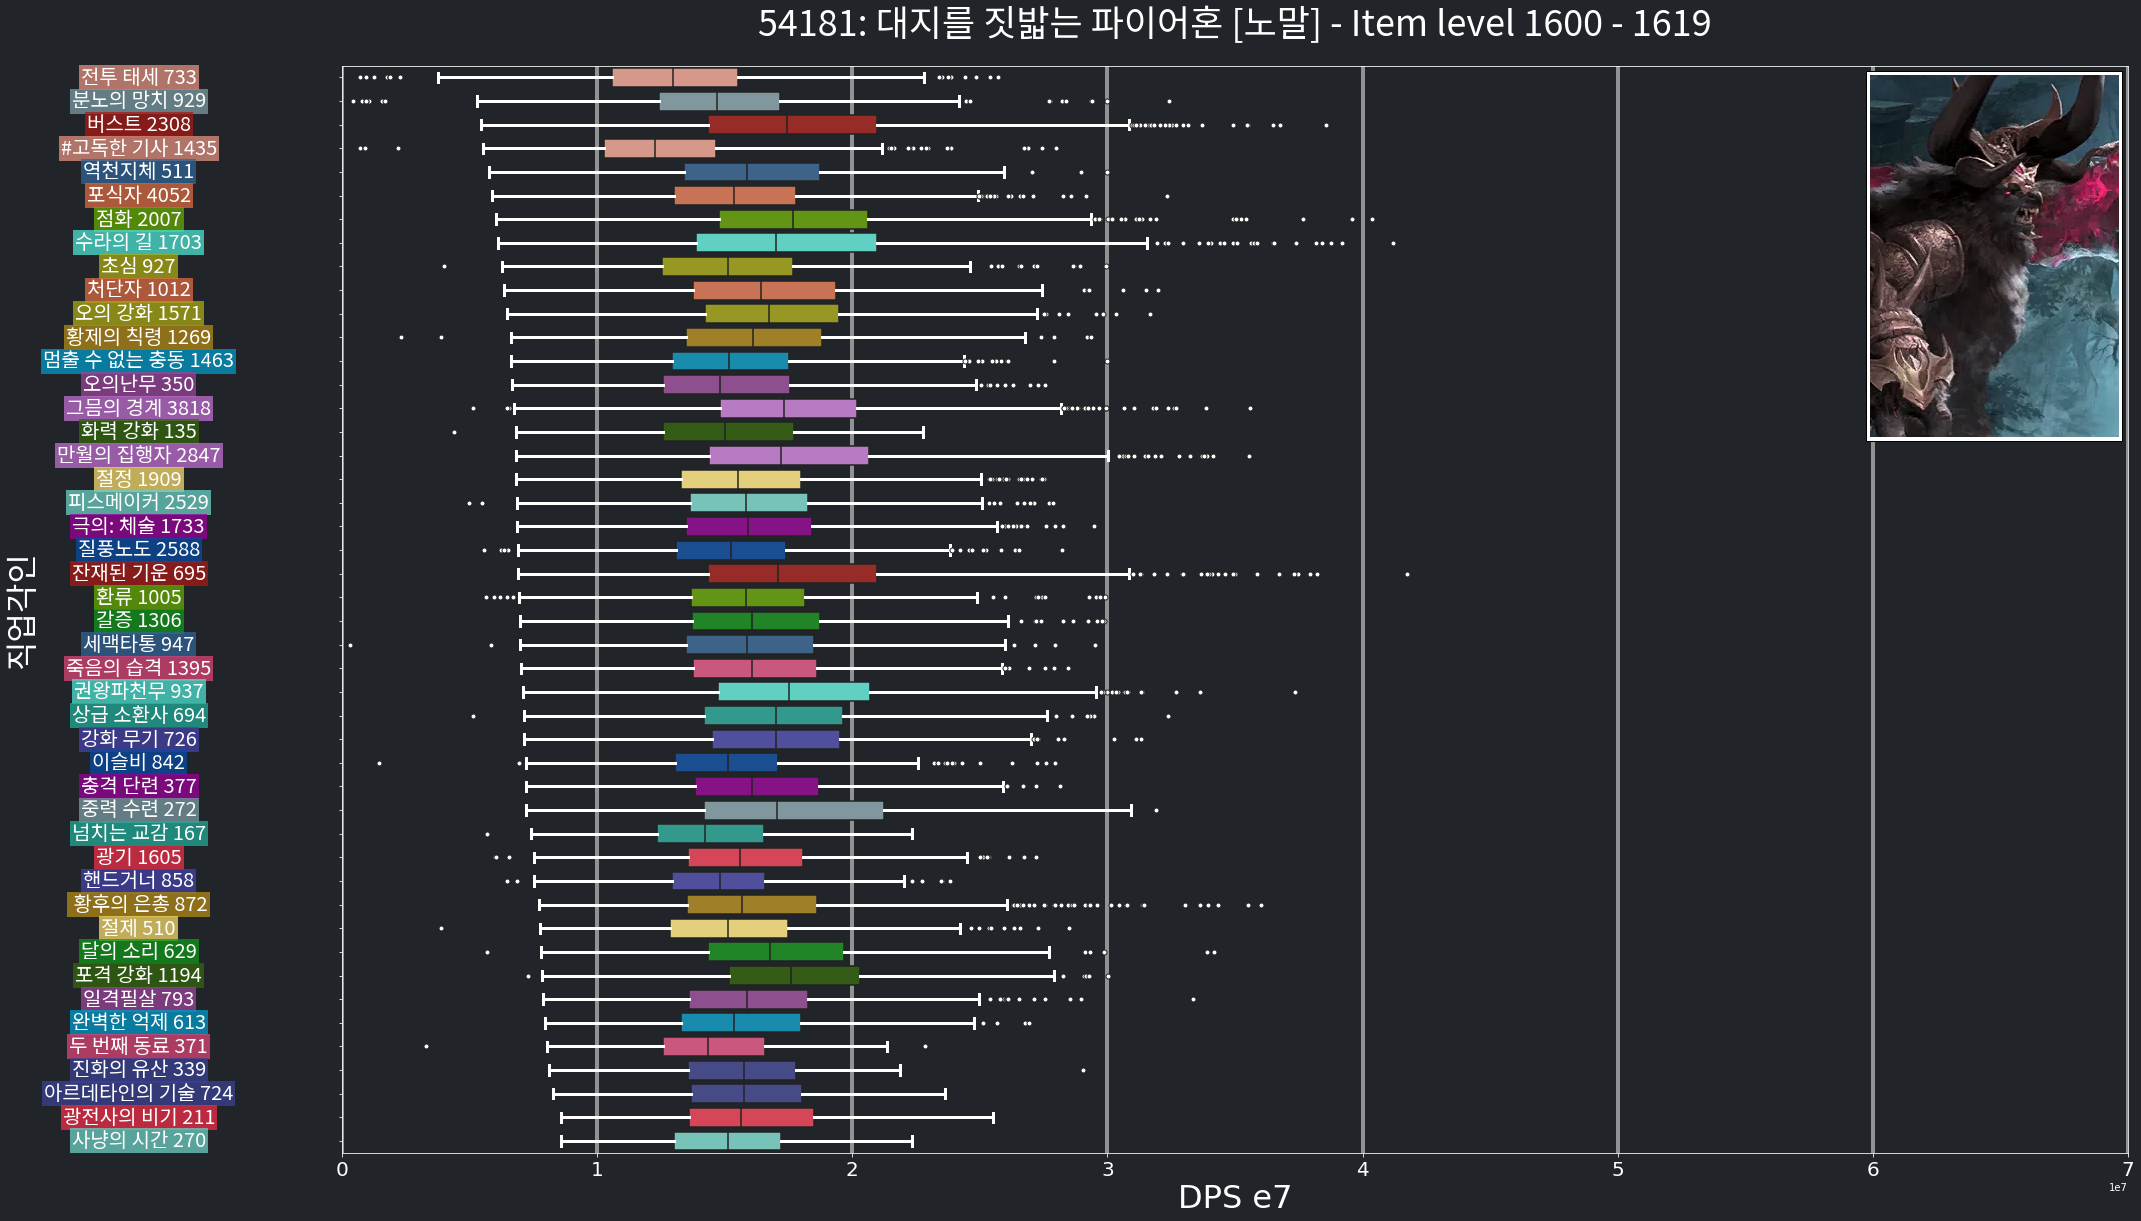 54181: 대지를 짓밟는 파이어혼 [노말] - Item level 1600 - 1619
전투 태세 733
분노의 망치 929
버스트 2308
#고독한 기사 1435
역천지체 511
포식자 4052
점화 2007
수라의 길 1703
초심 927
처단자 1012
오의 강화 1571
황제의 칙령 1269
멈출 수 없는 충동 1463
오의난무 350
그믐의 경계 3818
화력 강화 135
만월의 집행자 2847
절정 1909
피스메이커 2529
극의: 체술 1733
질풍노도 2588
잔재된 기운 695
환류 1005
갈증 1306
세맥타통 947
죽음의 습격 1395
권왕파천무 937
상급 소환사 694
강화 무기 726
이슬비 842
충격 단련 377
중력 수련 272
넘치는 교감 167
광기 1605
핸드거너 858
황후의 은총 872
절제 510
달의 소리 629
포격 강화 1194
일격필살 793
완벽한 억제 613
두 번째 동료 371
진화의 유산 339
아르데타인의 기술 724
광전사의 비기 211
사냥의 시간 270
직업각인
0 1 2 3 4 5 6 7
1e7
DPS e7